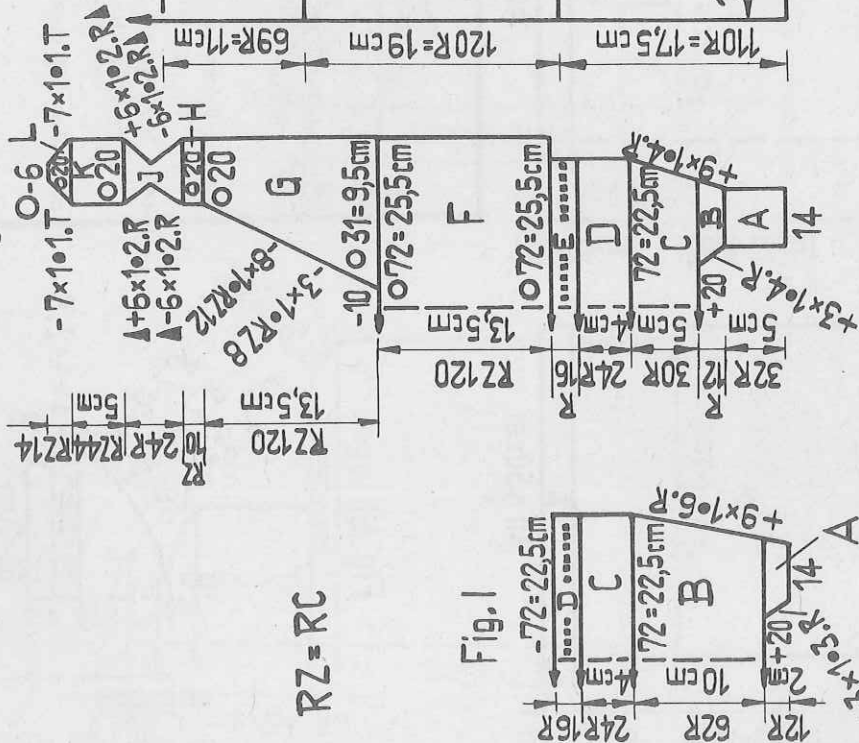 O-6 L
-7×1•1.T
-7×1•1.T
O20
K
O20
+6×1•2.R
-6×1•2.R
+6×1•2.R
-6×1•2.R
J
O20
H
O20
G
-8×1•RZ12
-3×1•RZ8
-10
O31=9,5cm
O72=25,5cm
F
O72=25,5cm
E
D
72=22,5cm
C
+9×1•4.R
B
+20
+3×1•4.R
A
14
RZ14
RZ44
5cm
24R
RZ
10
RZ120
13,5cm
RZ120
13,5cm
R
16
24R
4cm
30R
5cm
R
12
32R
5cm
69R=11cm
120R=19cm
110R=17,5cm
RZ=RC
Fig.1
-72=22,5cm
D
C
72=22,5cm
B
+9×1•6.R
+20
A
14
16R
24R
4cm
62R
10cm
12R
2cm